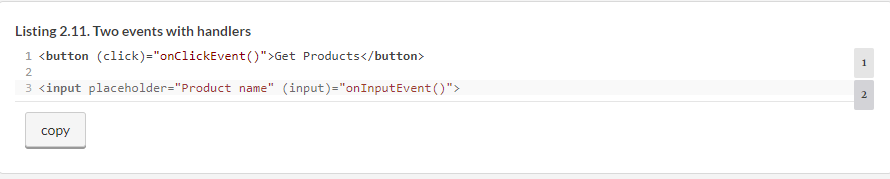 Listing 2.11. Two events with handlers
1 <button (click)="onClickEvent()">Get Products</button>
1
2
3 <input placeholder="Product name" (input)="onInputEvent()">
2
copy